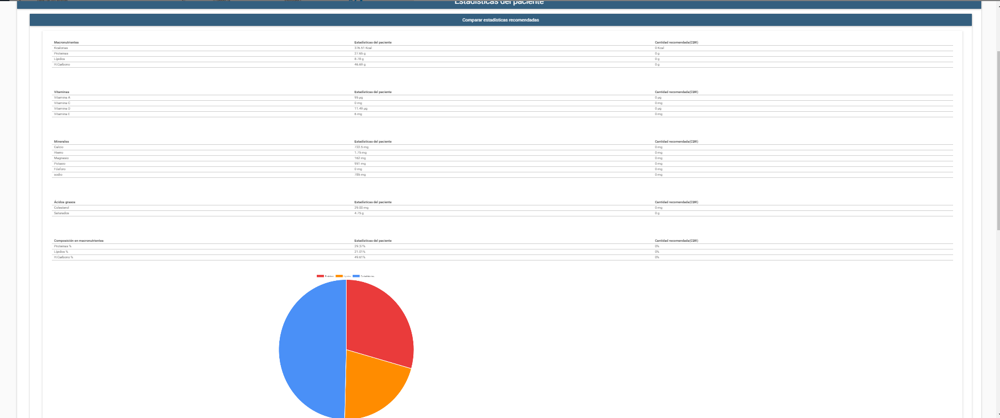 Estadísticas del paciente
Comparar estadísticas recomendadas
Macronutrientes Estadísticas del paciente Cantidad recomendada(CDR)
Kcalorias 376.51 Kcal 0 Kcal
Proteinas 27.65 g 0 g
Lípidos 8.78 g 0 g
H.Carbono 46.69 g 0 g
Vitaminas Estadísticas del paciente Cantidad recomendada(CDR)
Vitamina A 95 µg 0 µg
Vitamina C 0 mg 0 mg
Vitamina D 11.49 µg 0 µg
Vitamina E 6 mg 0 mg
Minerales Estadísticas del paciente Cantidad recomendada(CDR)
Calcio 722.5 mg 0 mg
Hierro 1.75 mg 0 mg
Magnesio 162 mg 0 mg
Potasio 951 mg 0 mg
Fósforo 0 mg 0 mg
sodio 785 mg 0 mg
Ácidos grasos Estadísticas del paciente Cantidad recomendada(CDR)
Colesterol 29.00 mg 0 mg
Saturados 4.75 g 0 g
Composición en macronutrientes Estadísticas del paciente Cantidad recomendada(CDR)
Proteinas % 29.37% 0%
Lípidos % 21.01% 0%
H.Carbono % 49.61% 0%